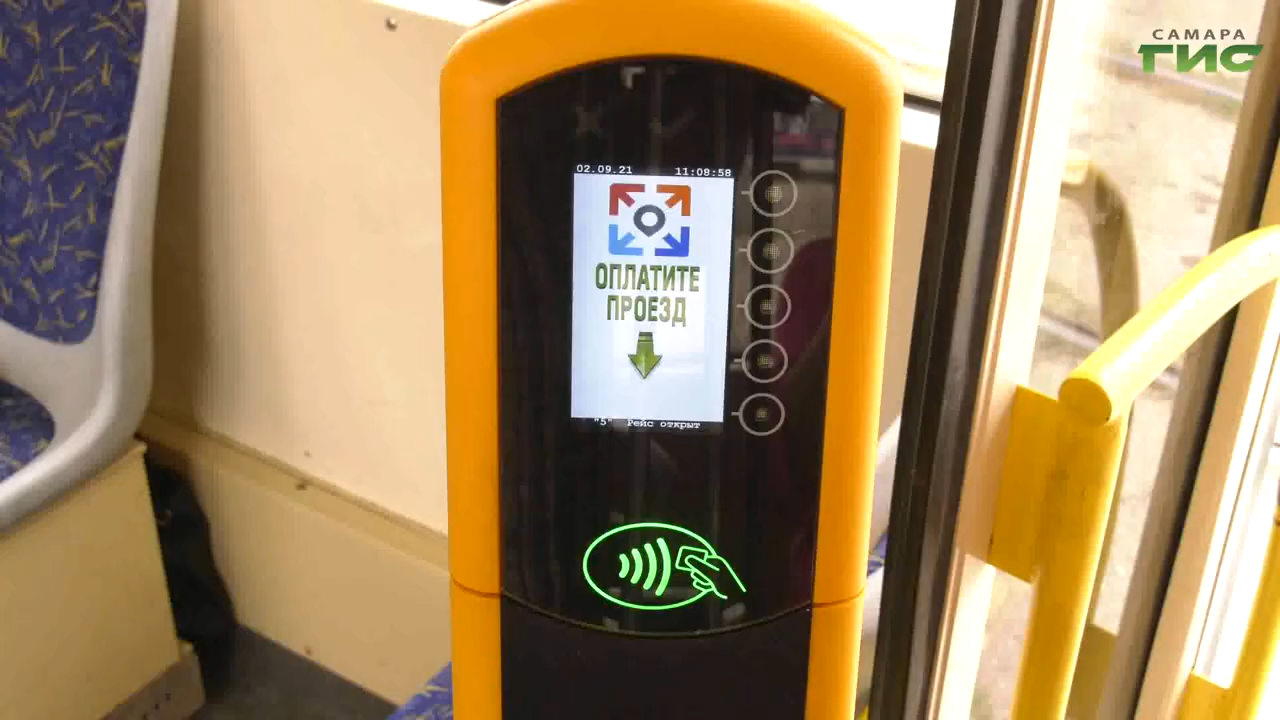 САМАРА
ГИС
02.09.21 11:08:58
ОПЛАТИТЕ
ПРОЕЗД
"5" Рейс открыт